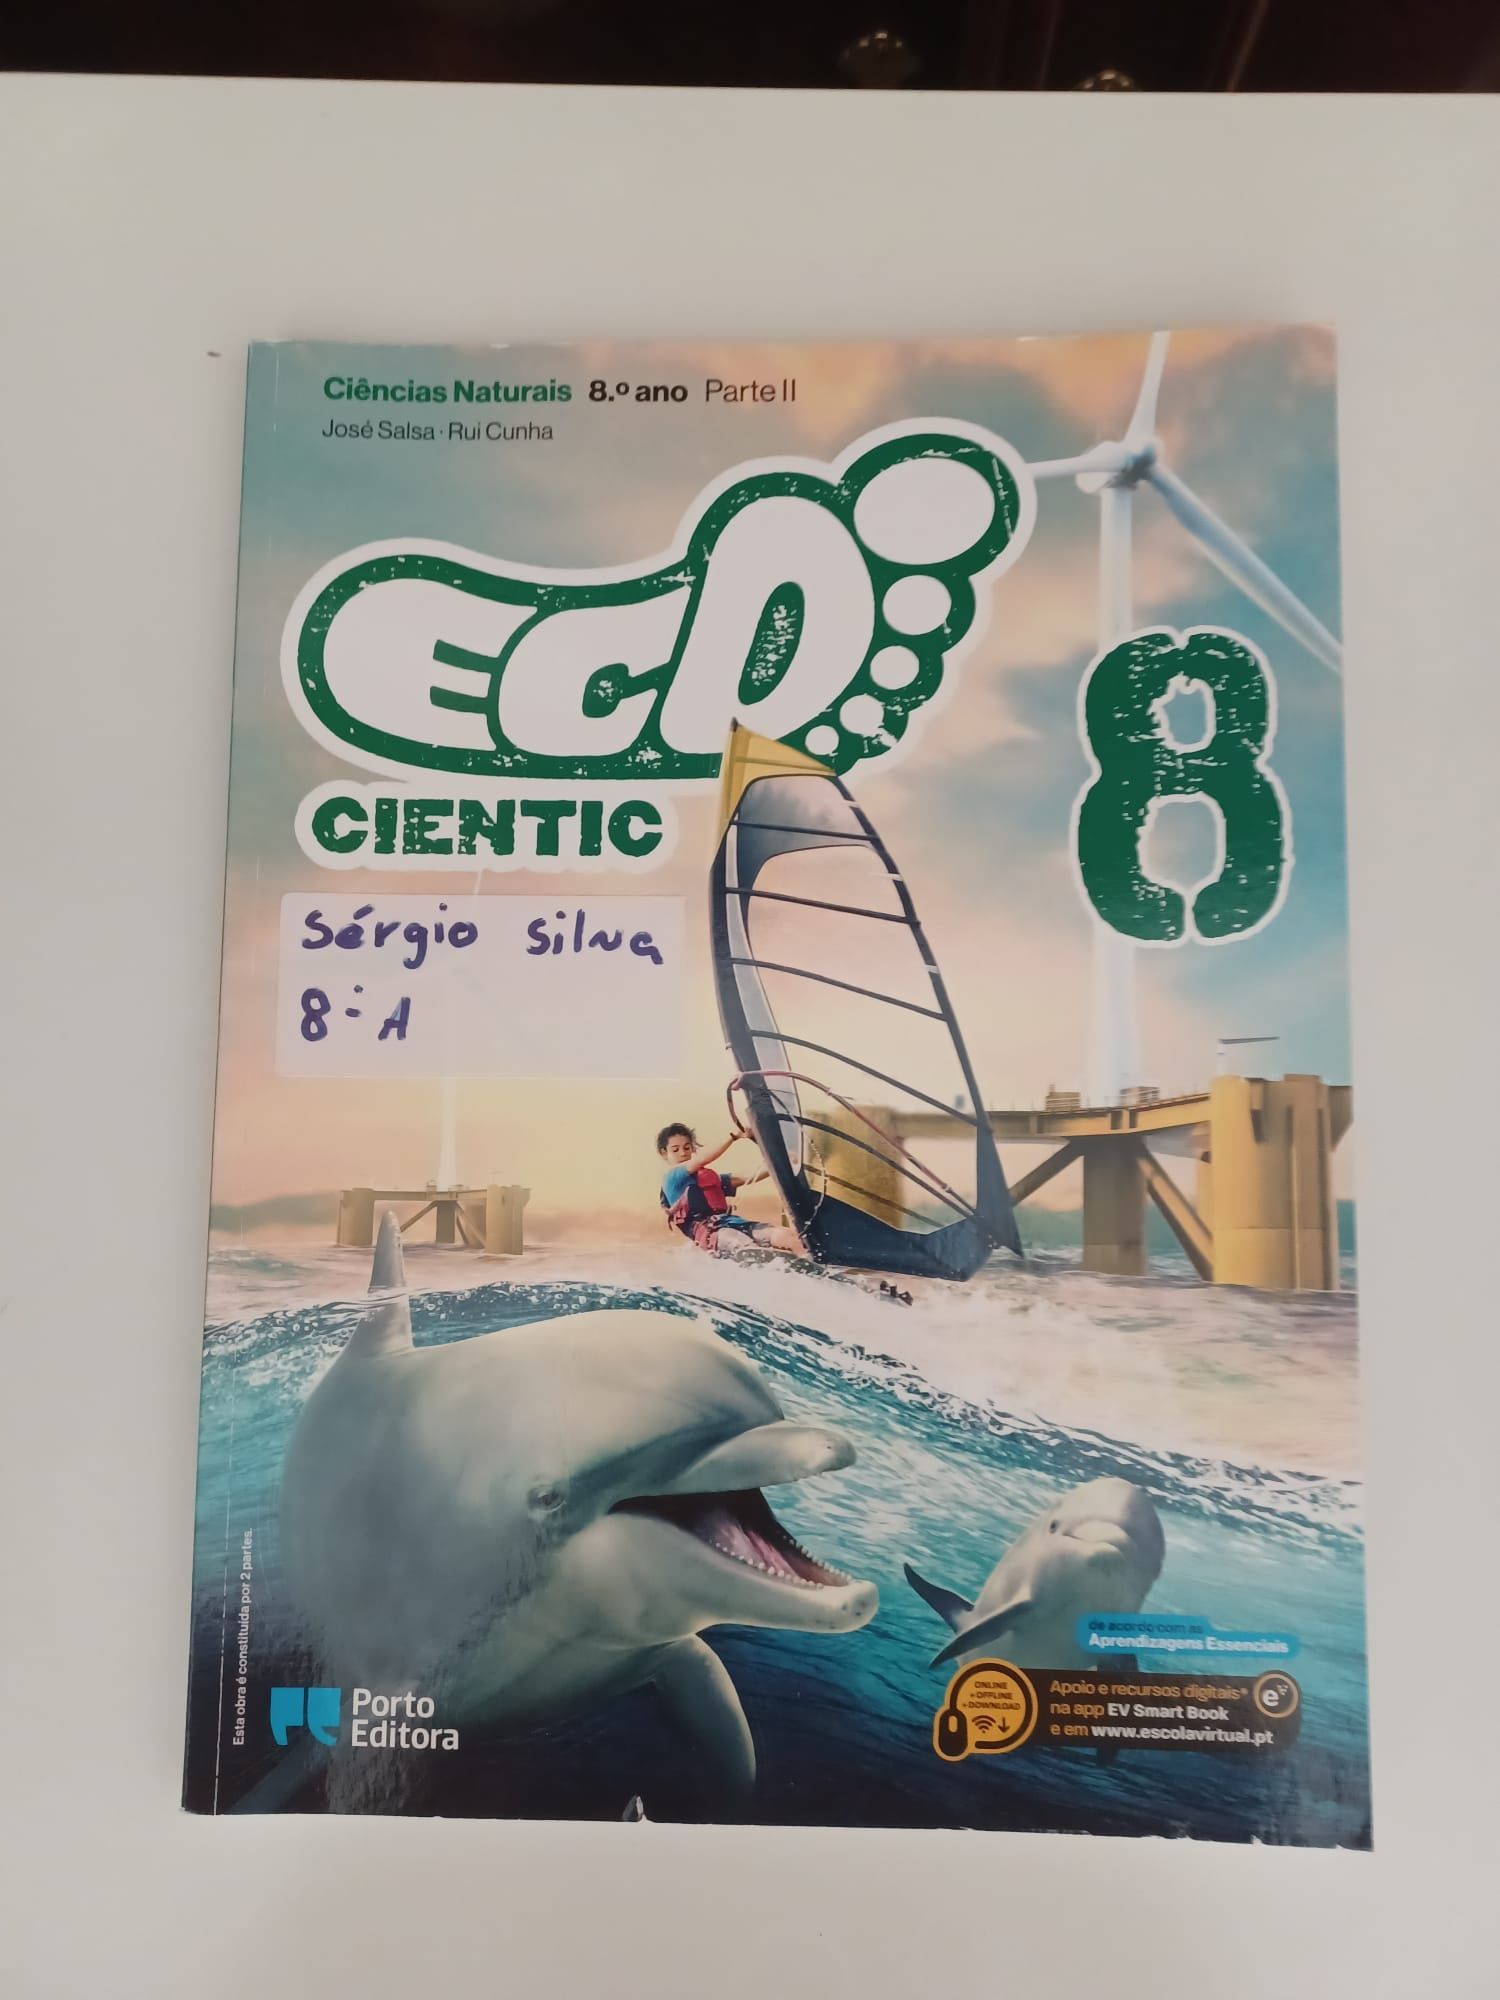 Ciências Naturais 8.º ano Parte II
José Salsa · Rui Cunha
ECO
CIENTIC
8
Sérgio Silva
8º A
de acordo com as
Aprendizagens Essenciais
ONLINE
+ OFFLINE
+ DOWNLOAD
Apoio e recursos digitais*
na app EV Smart Book
e em www.escolavirtual.pt
e
Porto
Editora
Esta obra é constituída por 2 partes.